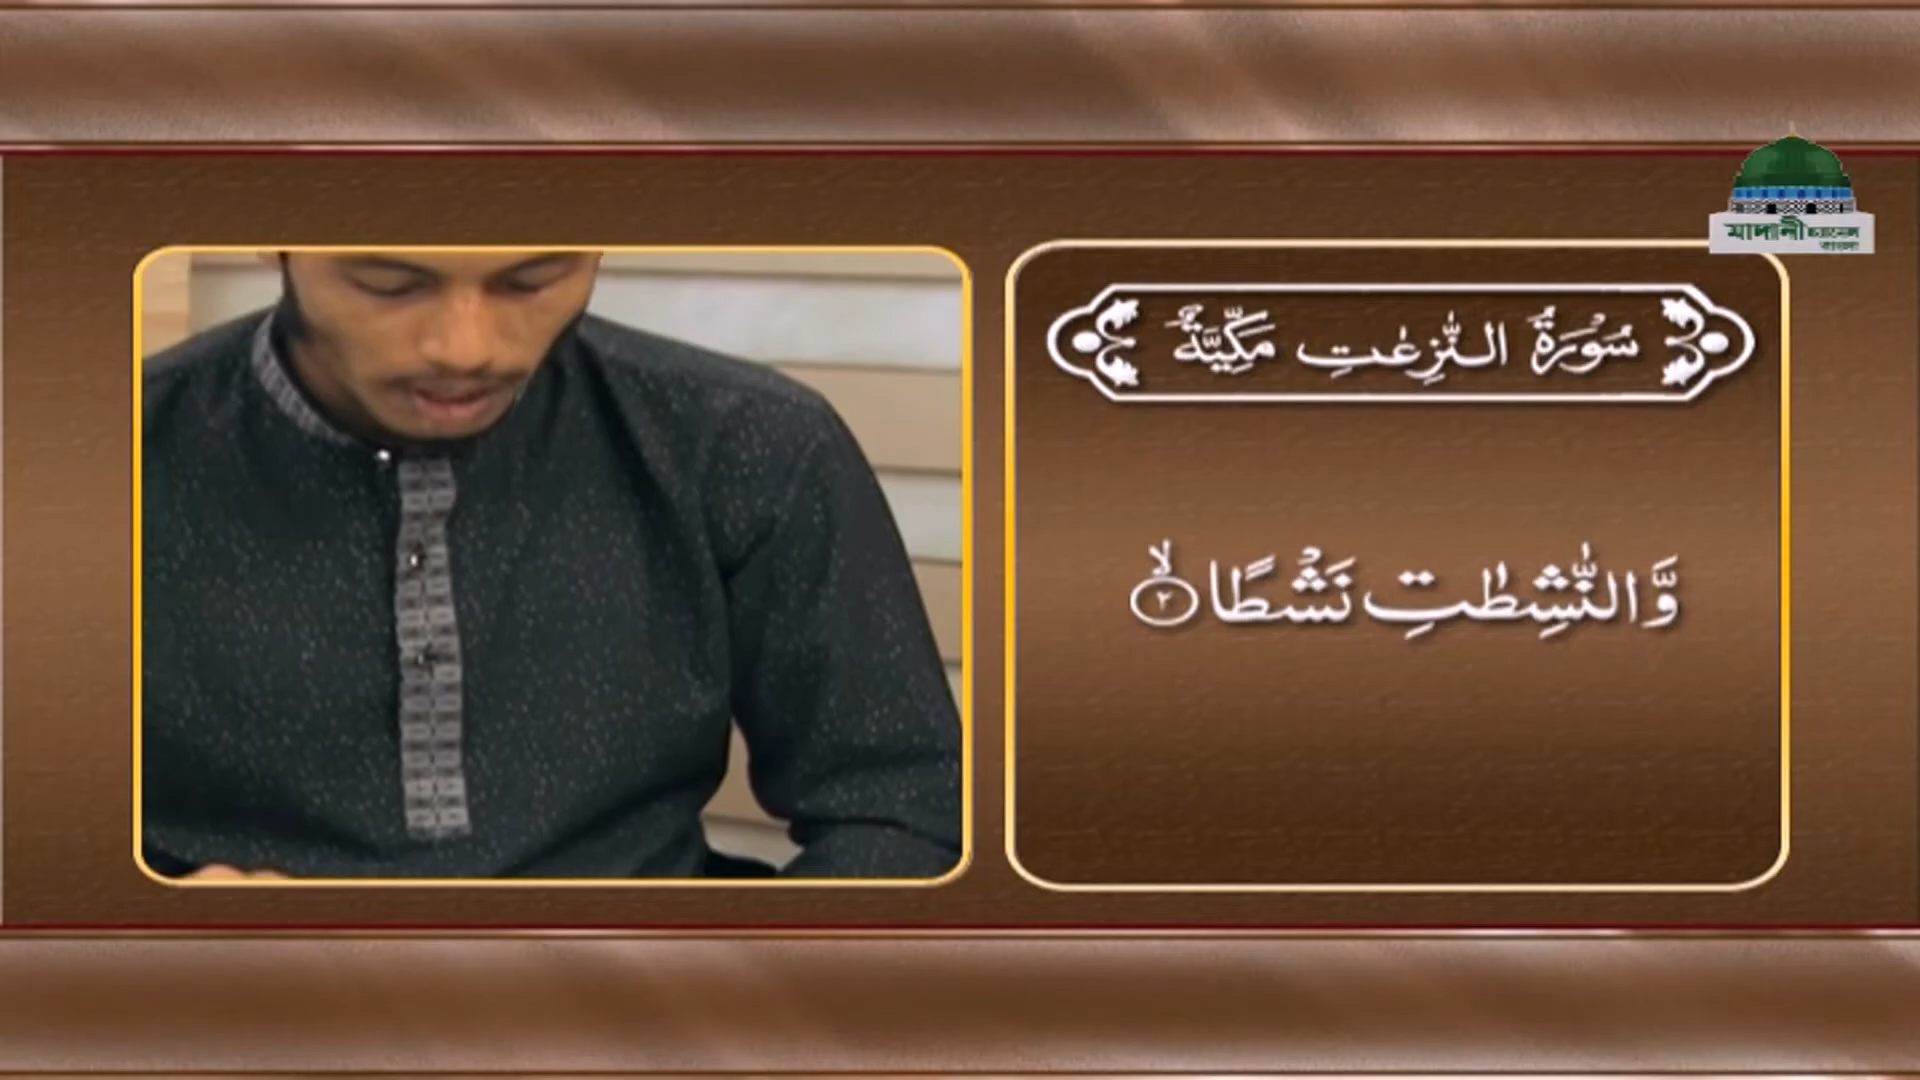 মাদানী চ্যানেল
বাংলা
سُوْرَةُ النّٰزِعٰتِ مَكِّيَّةٌ
وَّالنّٰشِطٰتِ نَشْطًا ۙ۲